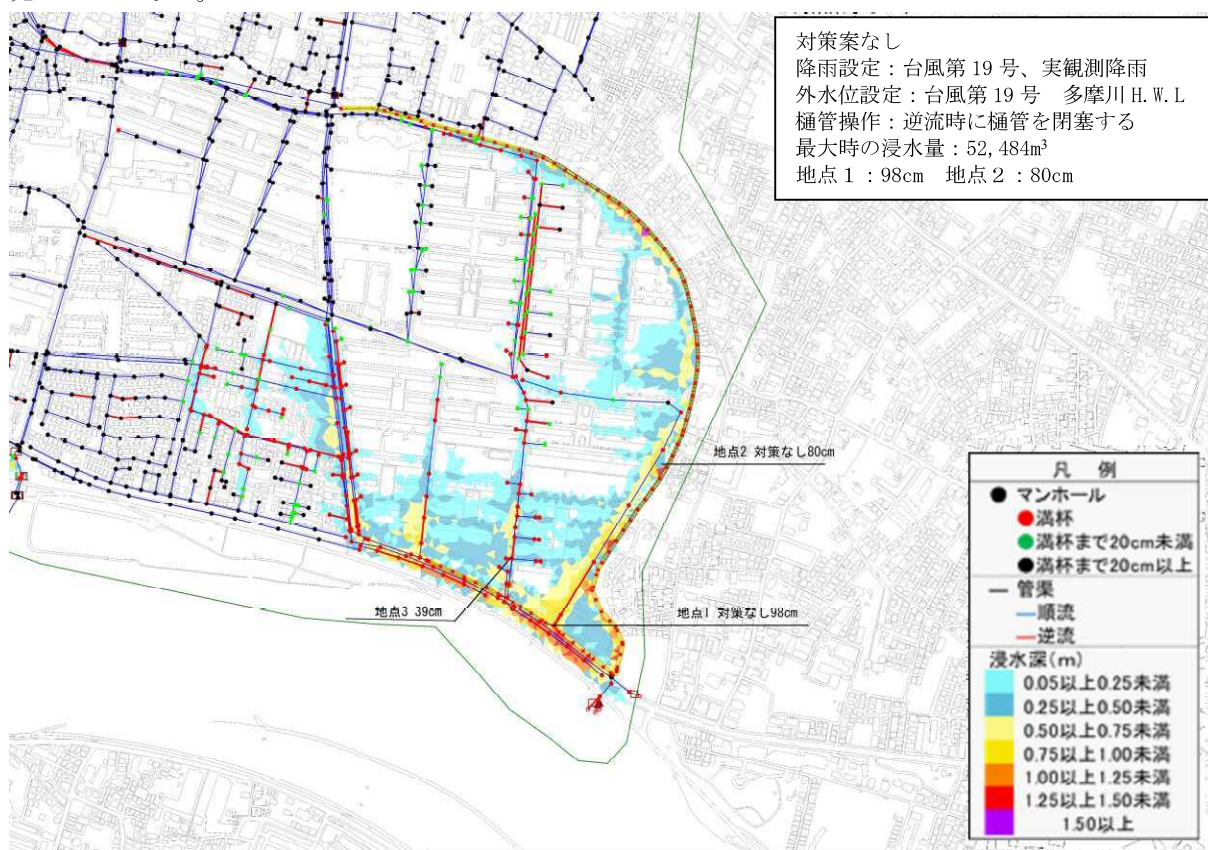 対策案なし
降雨設定：台風第 19 号、実観測降雨
外水位設定：台風第 19 号　多摩川 H.W.L
樋管操作：逆流時に樋管を閉塞する
最大時の浸水量：52,484m³
地点１：98cm　地点２：80cm
地点2 対策なし80cm
地点3 39cm
地点1 対策なし98cm
凡　例
マンホール
満杯
満杯まで20cm未満
満杯まで20cm以上
管渠
順流
逆流
浸水深(m)
0.05以上0.25未満
0.25以上0.50未満
0.50以上0.75未満
0.75以上1.00未満
1.00以上1.25未満
1.25以上1.50未満
1.50以上